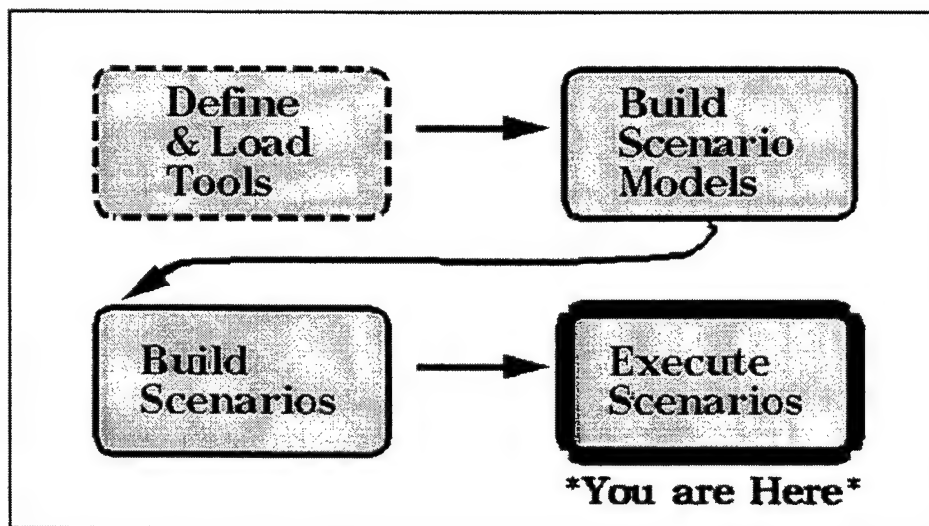 Define
& Load
Tools
Build
Scenario
Models
Build
Scenarios
Execute
Scenarios
*You are Here*